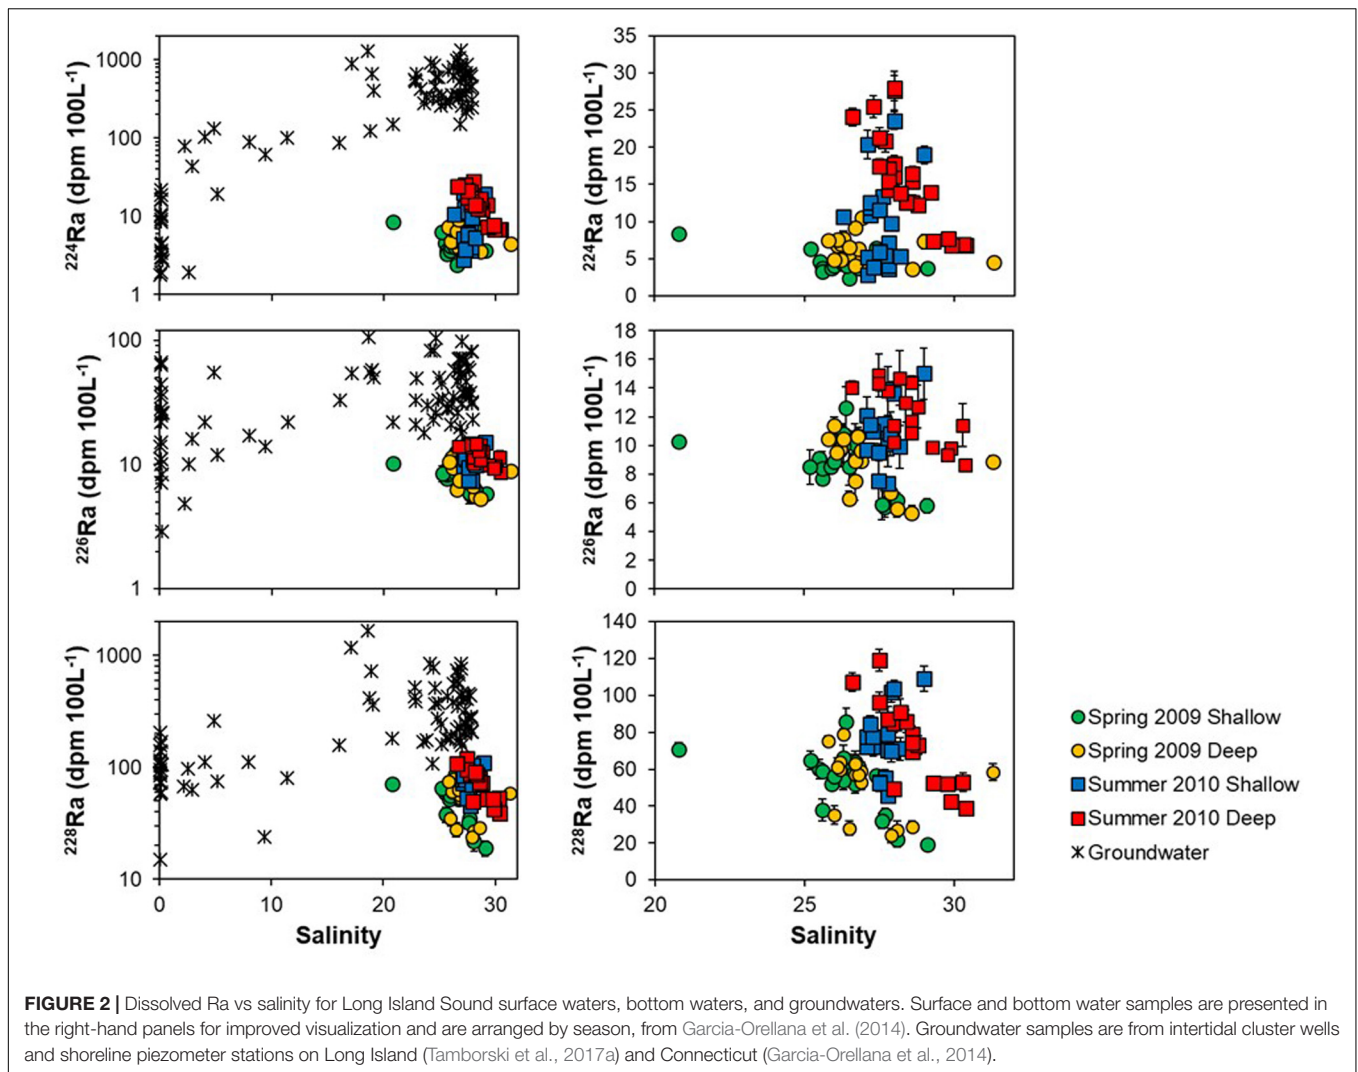 1000
100
10
1
²²⁴Ra (dpm 100L⁻¹)
35
30
25
20
15
10
5
0
²²⁴Ra (dpm 100L⁻¹)
100
10
1
²²⁶Ra (dpm 100L⁻¹)
18
16
14
12
10
8
6
4
2
0
²²⁶Ra (dpm 100L⁻¹)
1000
100
10
²²⁸Ra (dpm 100L⁻¹)
0 10 20 30
Salinity
140
120
100
80
60
40
20
0
²²⁸Ra (dpm 100L⁻¹)
20 25 30
Salinity
Spring 2009 Shallow
Spring 2009 Deep
Summer 2010 Shallow
Summer 2010 Deep
Groundwater
FIGURE 2 | Dissolved Ra vs salinity for Long Island Sound surface waters, bottom waters, and groundwaters. Surface and bottom water samples are presented in
the right-hand panels for improved visualization and are arranged by season, from Garcia-Orellana et al. (2014). Groundwater samples are from intertidal cluster wells
and shoreline piezometer stations on Long Island (Tamborski et al., 2017a) and Connecticut (Garcia-Orellana et al., 2014).